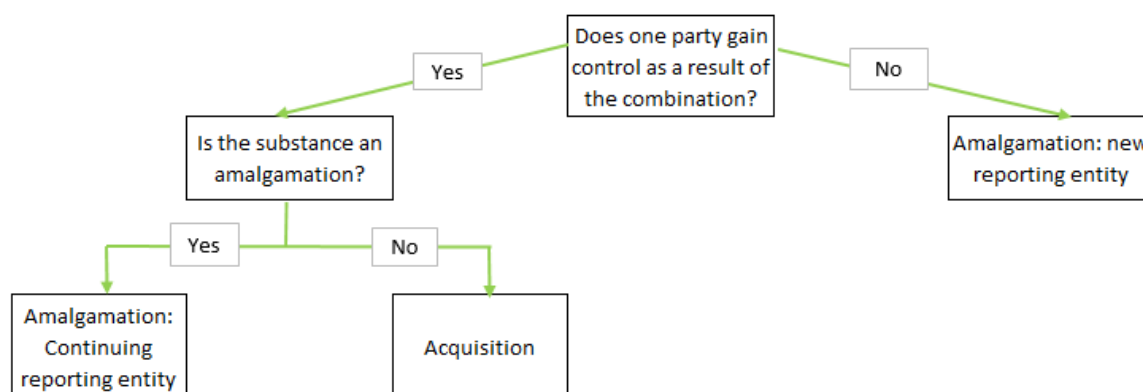 Does one party gain
control as a result of
the combination?
Yes
No
Is the substance an
amalgamation?
Amalgamation: new
reporting entity
Yes
No
Amalgamation:
Continuing
reporting entity
Acquisition